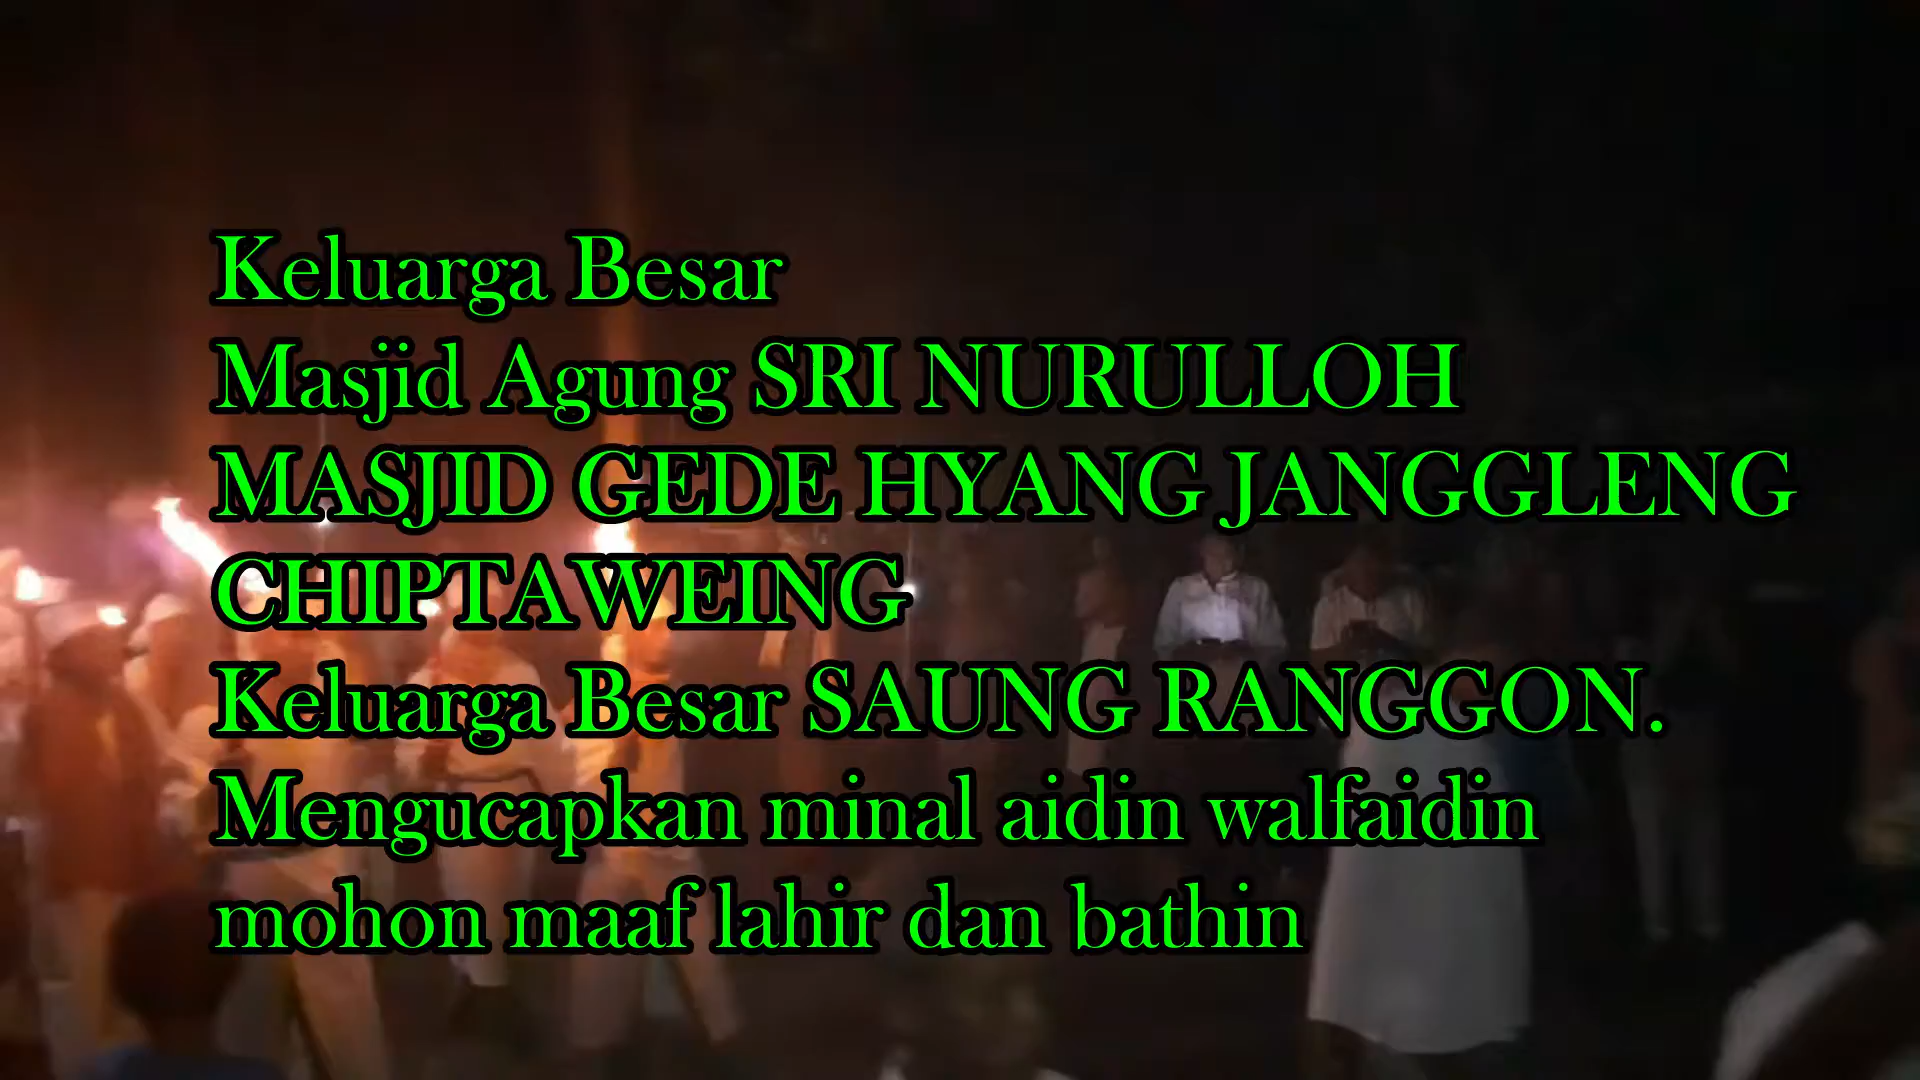 Keluarga Besar
Masjid Agung SRI NURULLOH
MASJID GEDE HYANG JANGGLENG
CHIPTAWEING
Keluarga Besar SAUNG RANGGON.
Mengucapkan minal aidin walfaidin
mohon maaf lahir dan bathin